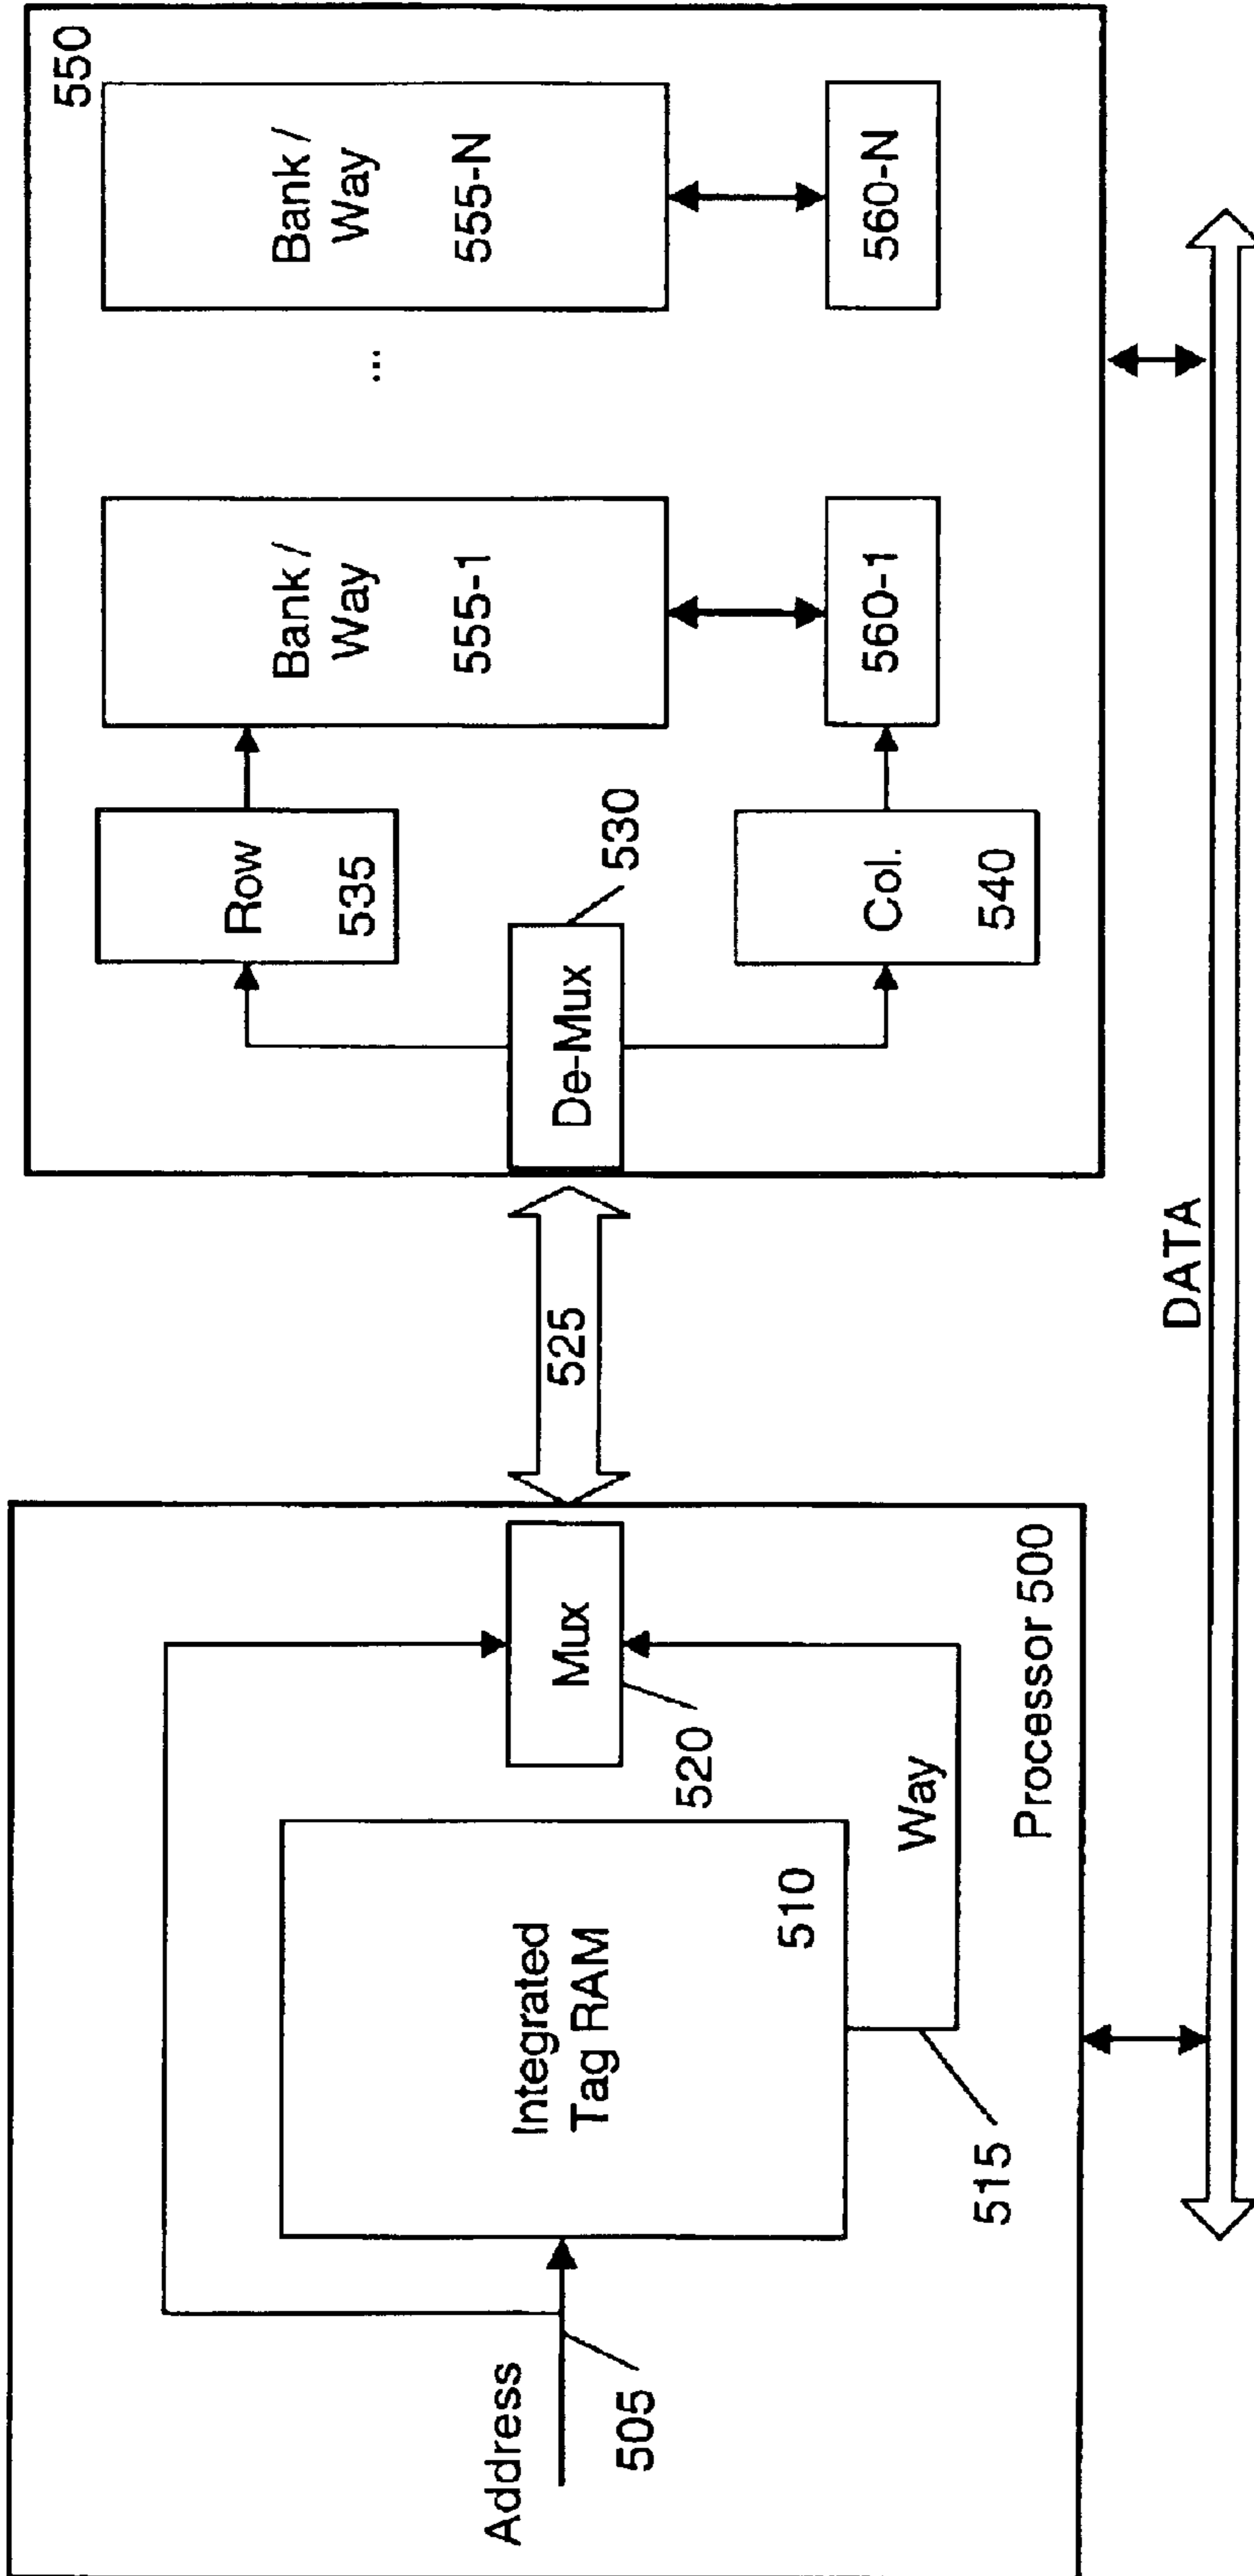 Address
505
Integrated
Tag RAM
510
515
Way
Mux
520
Processor 500
525
DATA
550
De-Mux
530
Row
535
Col.
540
Bank /
Way
555-1
560-1
...
Bank /
Way
555-N
560-N